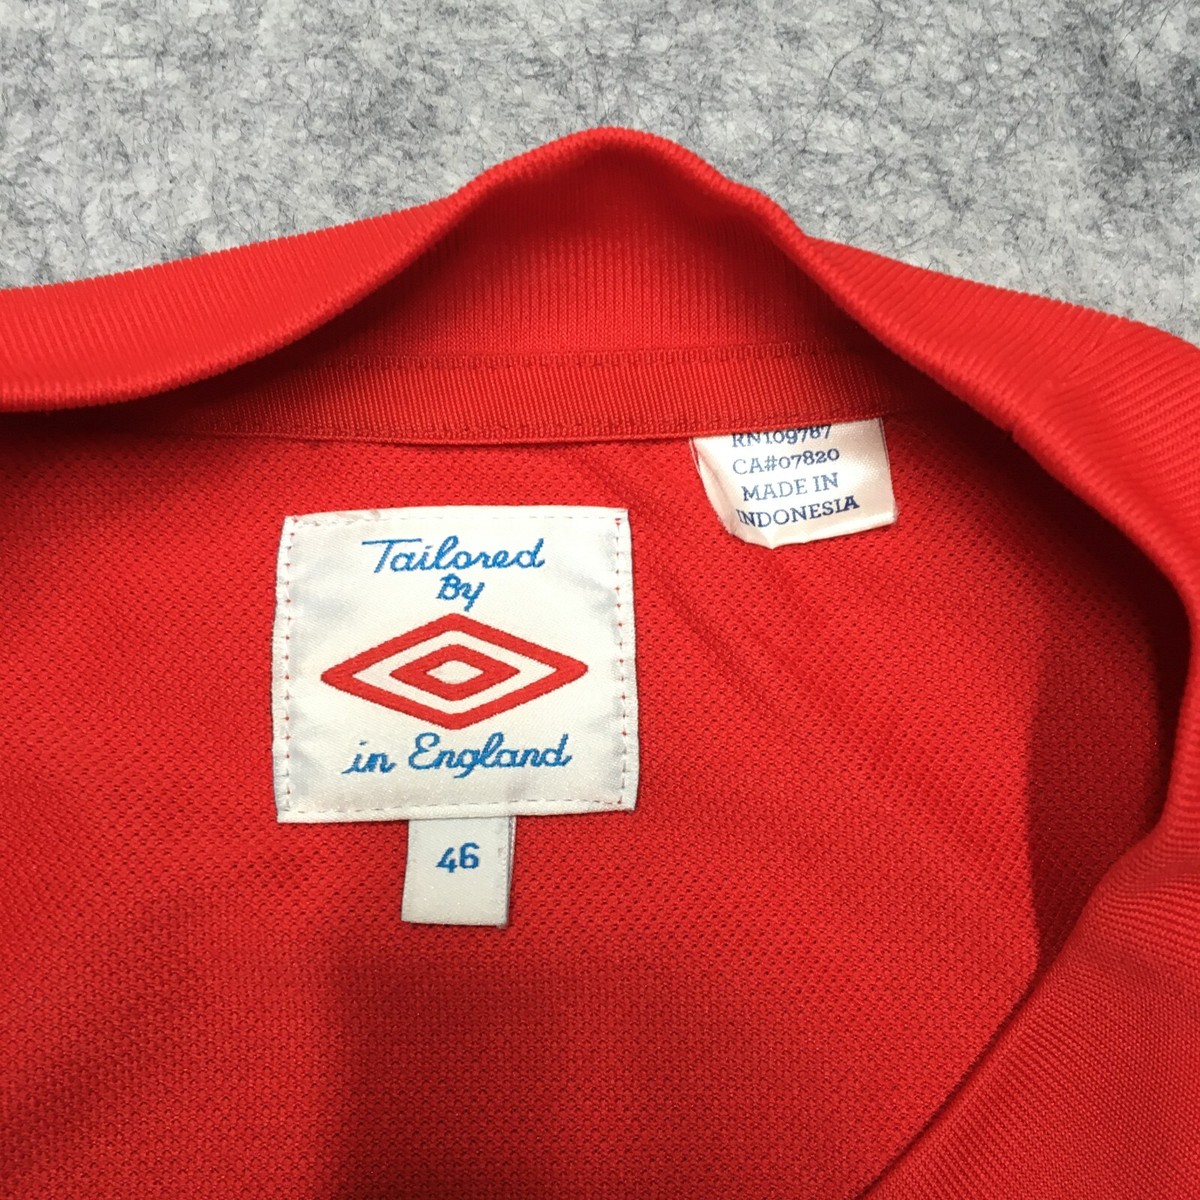 RN109787
CA#07820
MADE IN
INDONESIA
Tailored
By
in England
46